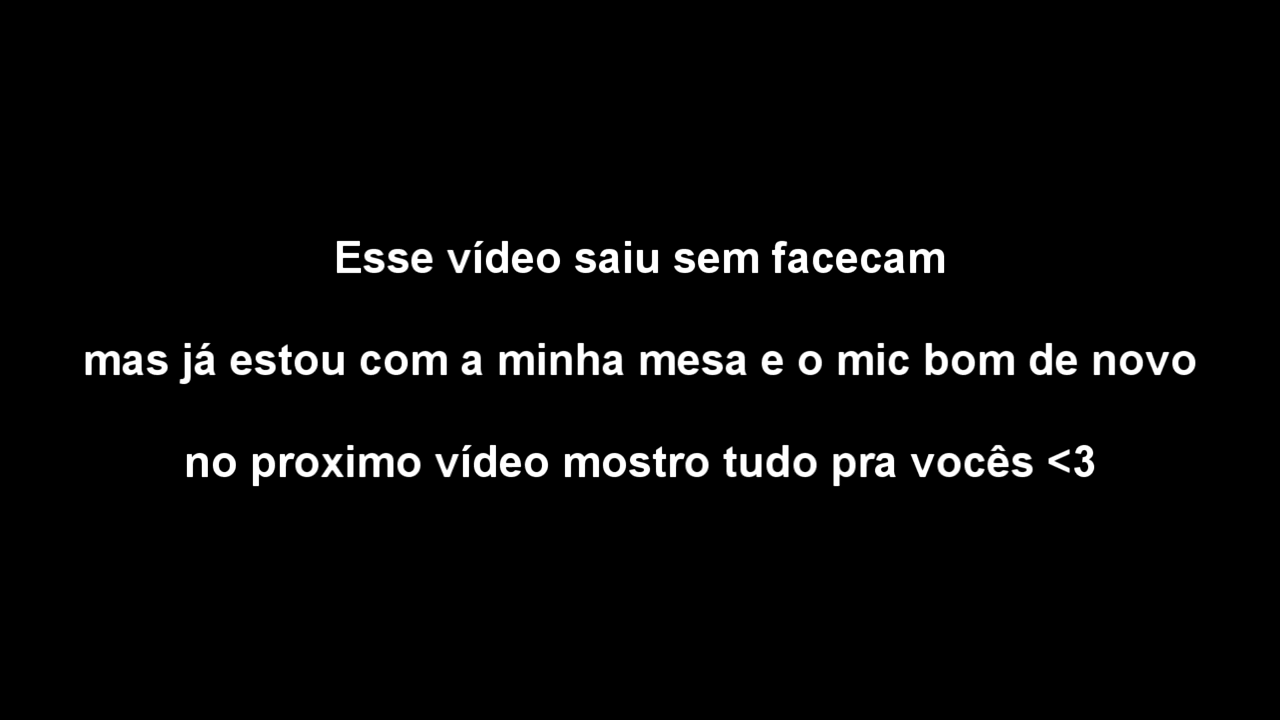 Esse vídeo saiu sem facecam
mas já estou com a minha mesa e o mic bom de novo
no proximo vídeo mostro tudo pra vocês <3